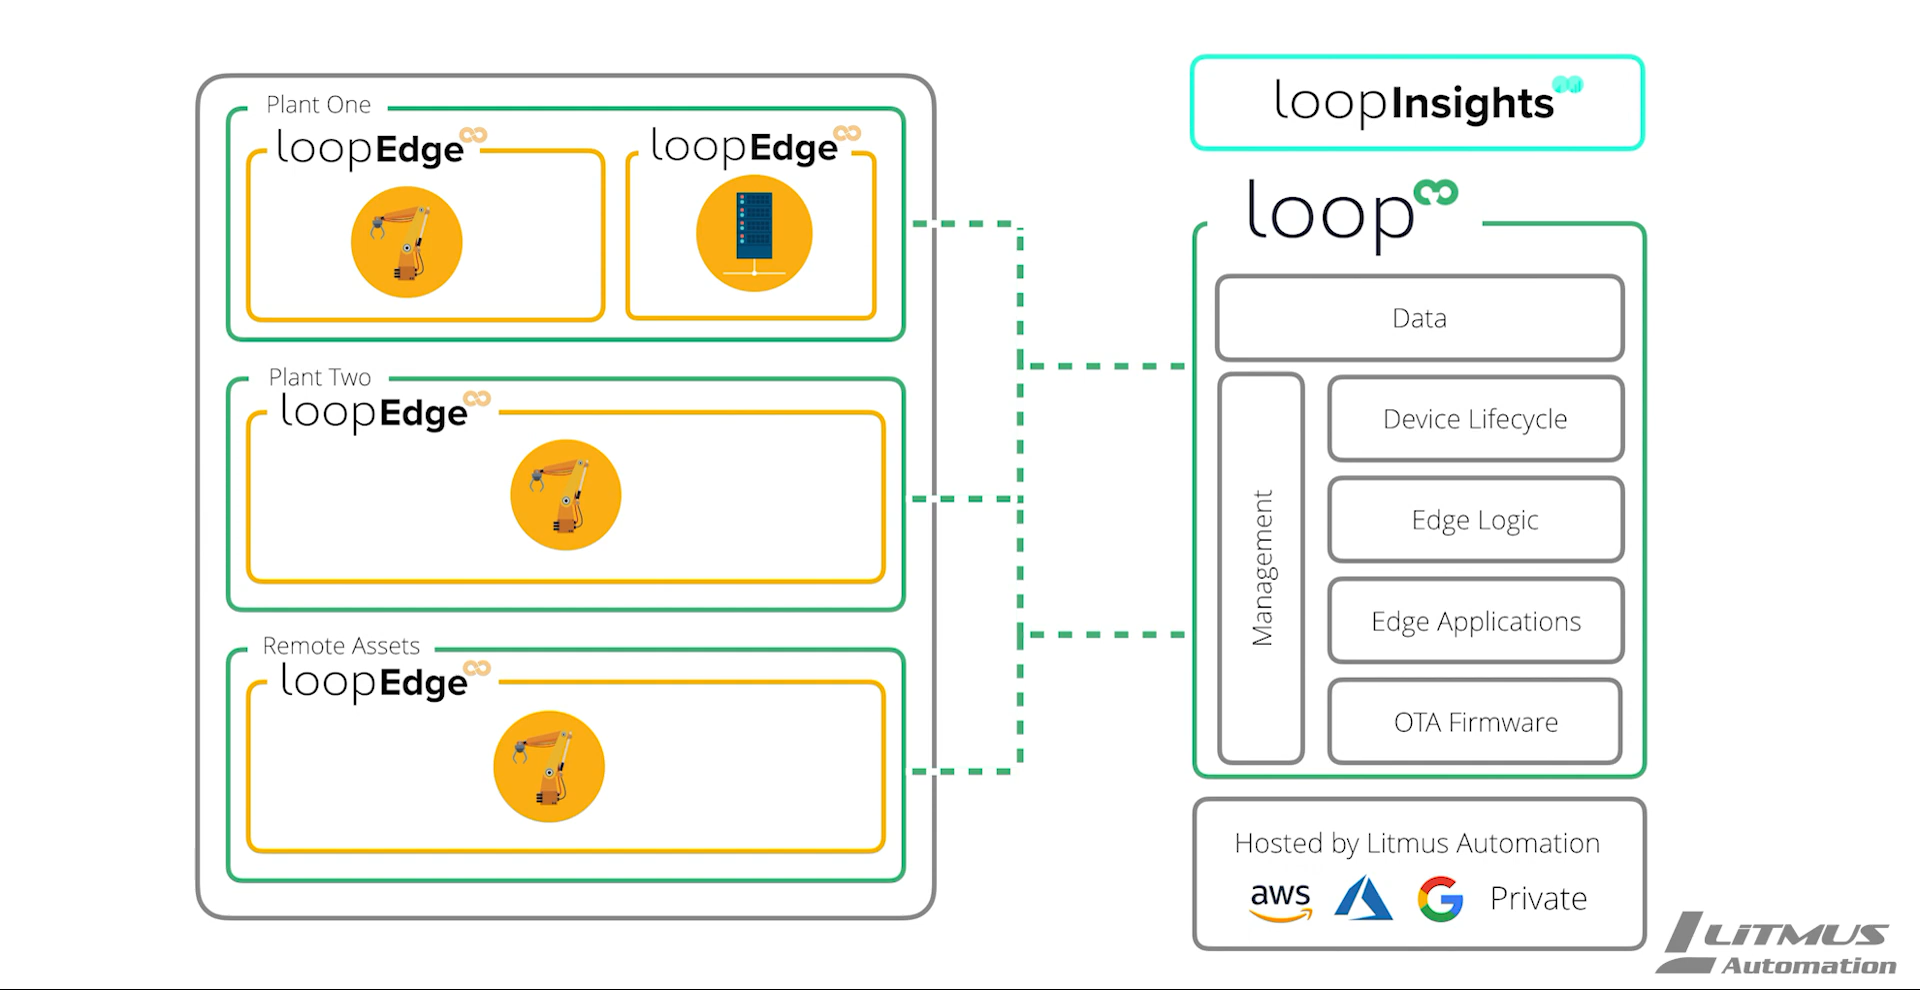 Plant One
loopEdge
loopEdge
Plant Two
loopEdge
Remote Assets
loopEdge
loopInsights
loop
Data
Management
Device Lifecycle
Edge Logic
Edge Applications
OTA Firmware
Hosted by Litmus Automation
aws
G
Private
LiTMUS
Automation